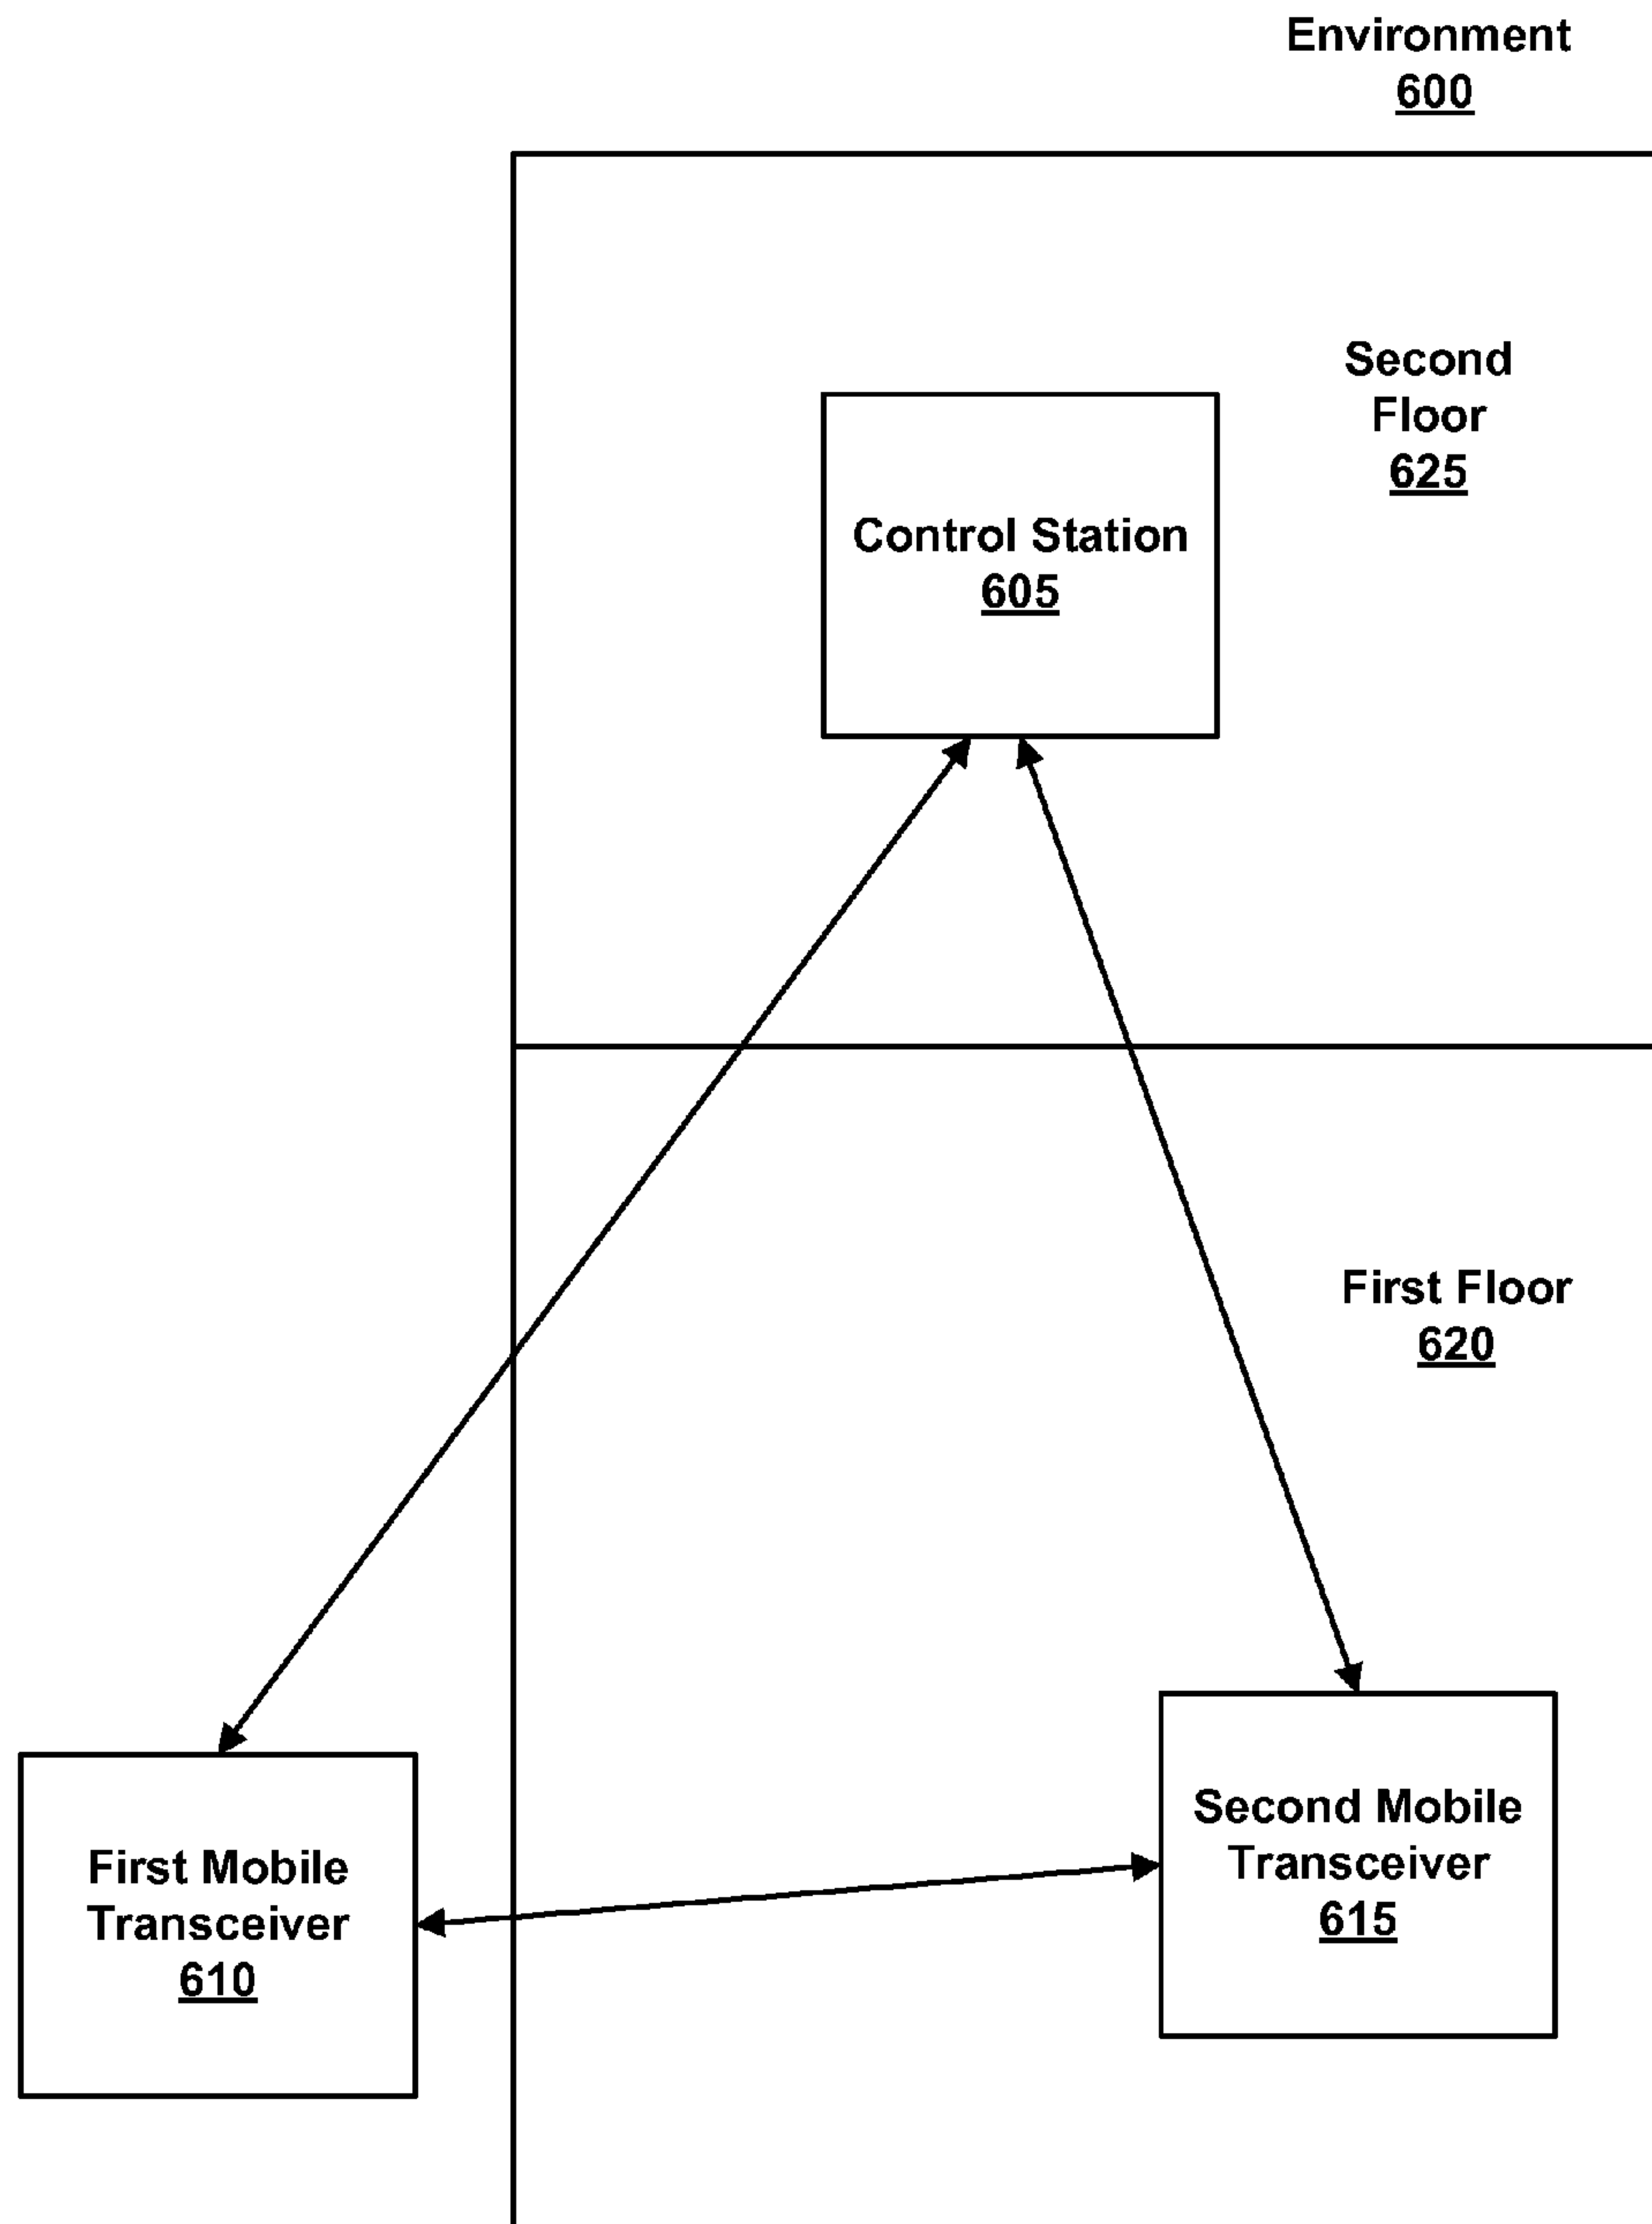 Environment
600
Second
Floor
625
Control Station
605
First Floor
620
Second Mobile
Transceiver
615
First Mobile
Transceiver
610